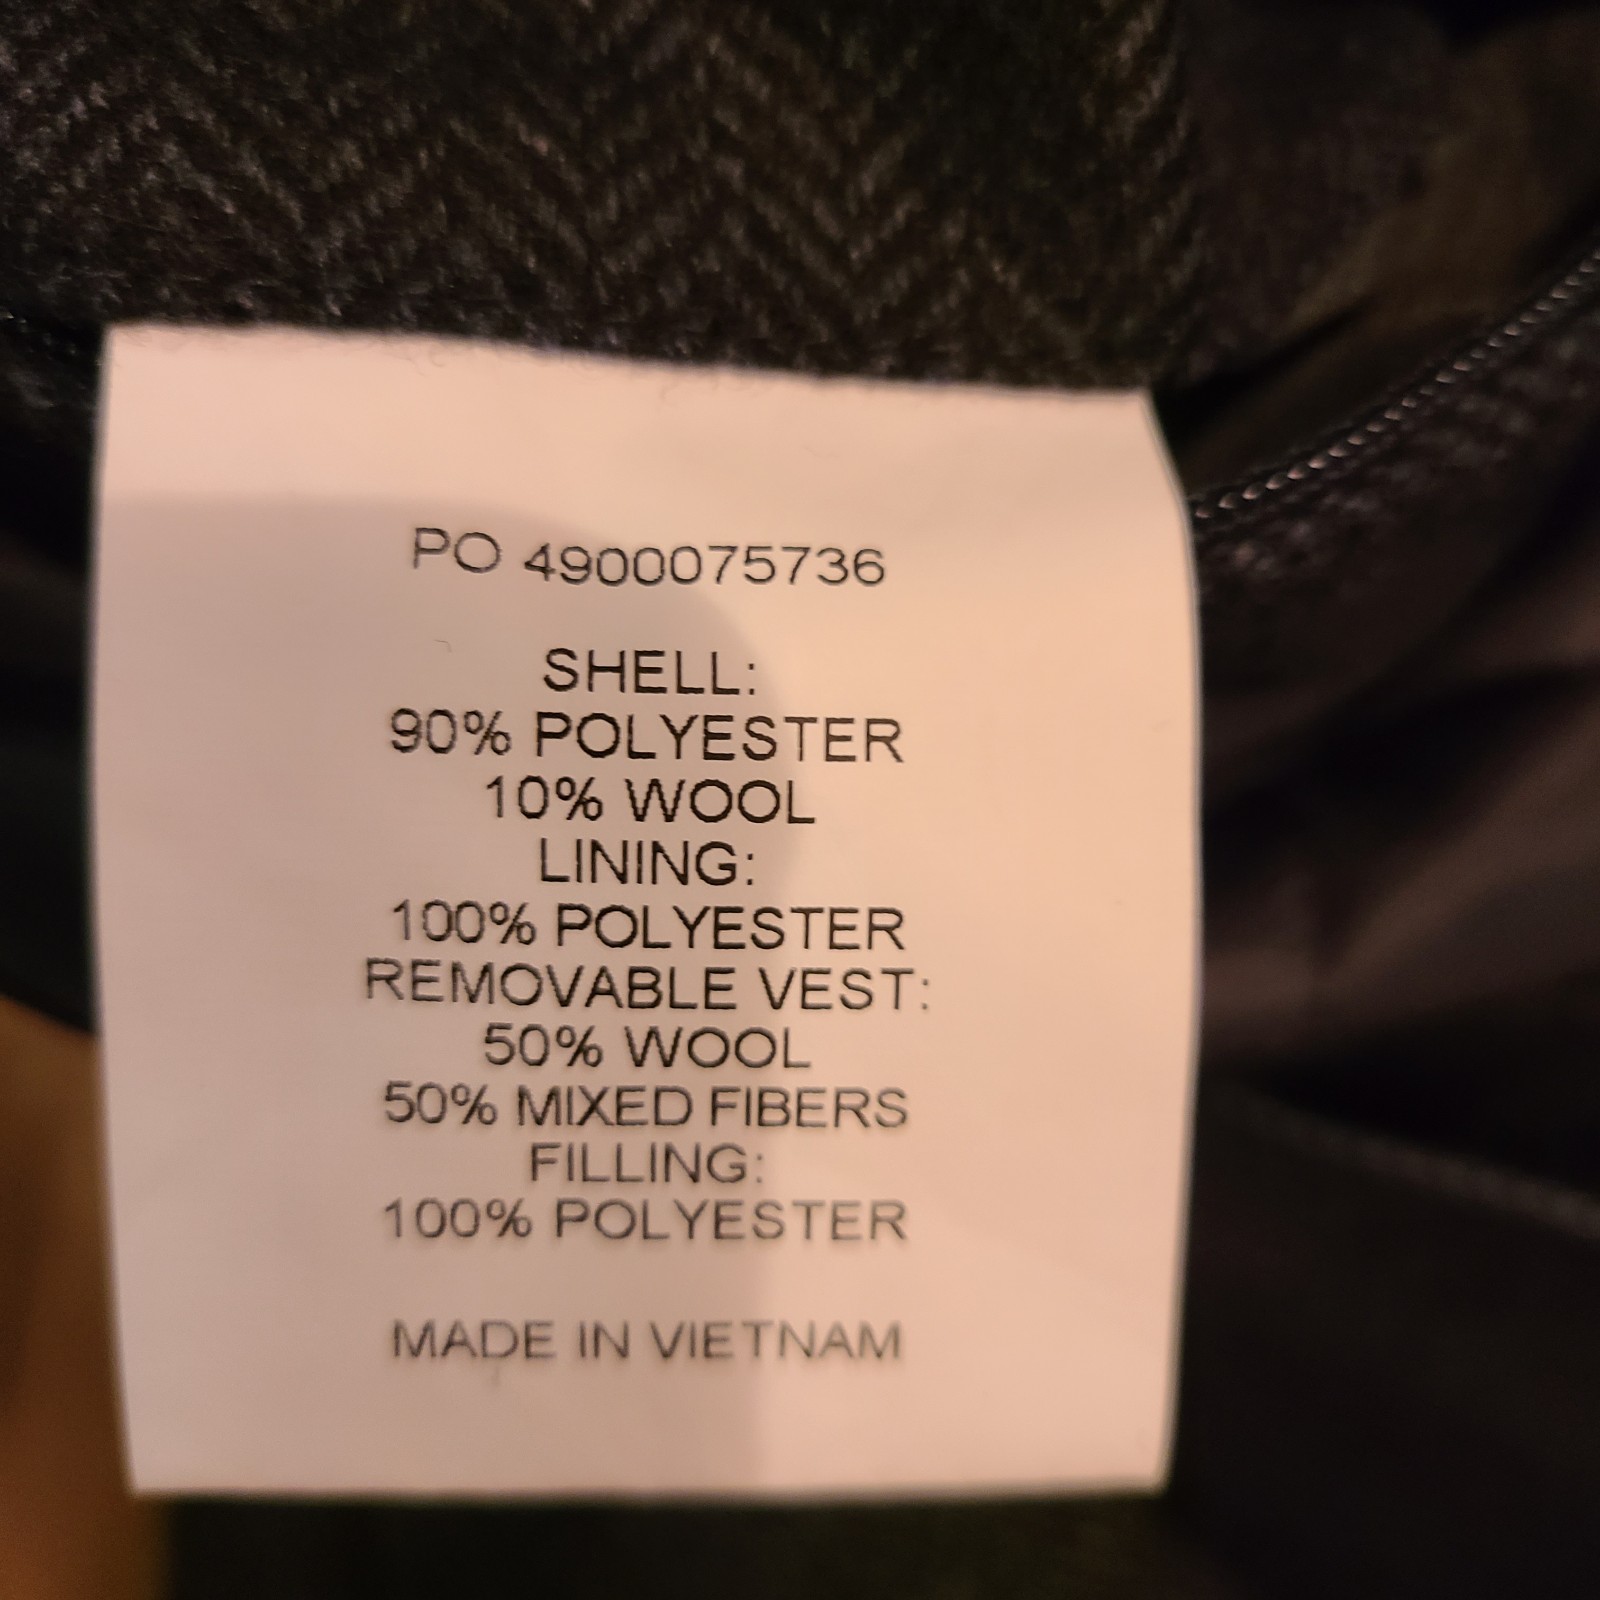 PO 4900075736
SHELL:
90% POLYESTER
10% WOOL
LINING:
100% POLYESTER
REMOVABLE VEST:
50% WOOL
50% MIXED FIBERS
FILLING:
100% POLYESTER
MADE IN VIETNAM